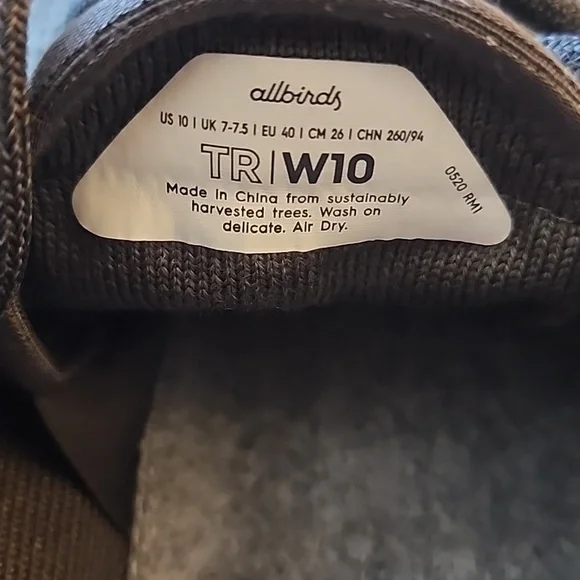 allbirds
US 10 | UK 7-7.5 | EU 40 | CM 26 | CHN 260/94
TR|W10
Made in China from sustainably
harvested trees. Wash on
delicate. Air Dry.
0520 RM1